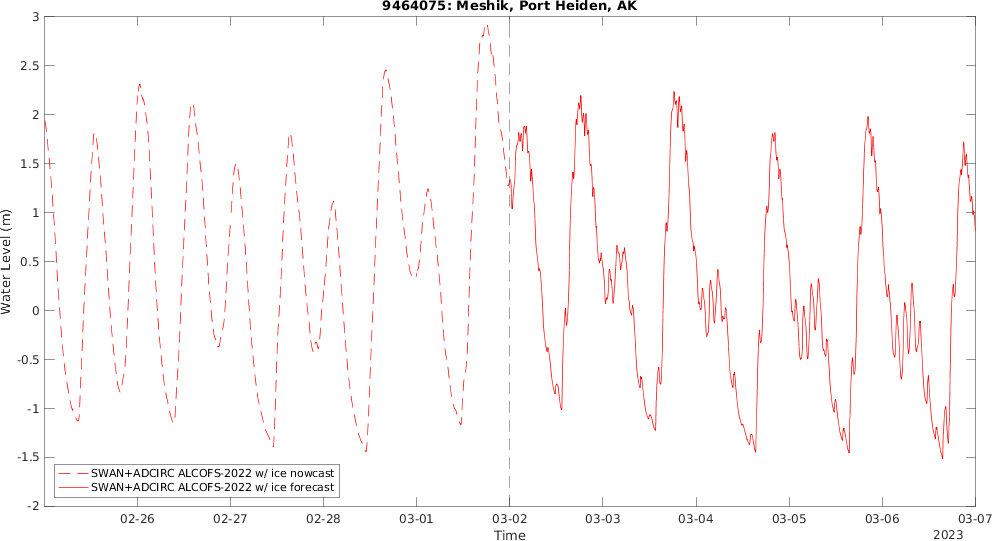 9464075: Meshik, Port Heiden, AK
Water Level (m)
3
2.5
2
1.5
1
0.5
0
-0.5
-1
-1.5
-2
SWAN+ADCIRC ALCOFS-2022 w/ ice nowcast
SWAN+ADCIRC ALCOFS-2022 w/ ice forecast
02-26 02-27 02-28 03-01 03-02 03-03 03-04 03-05 03-06 03-07
Time
2023